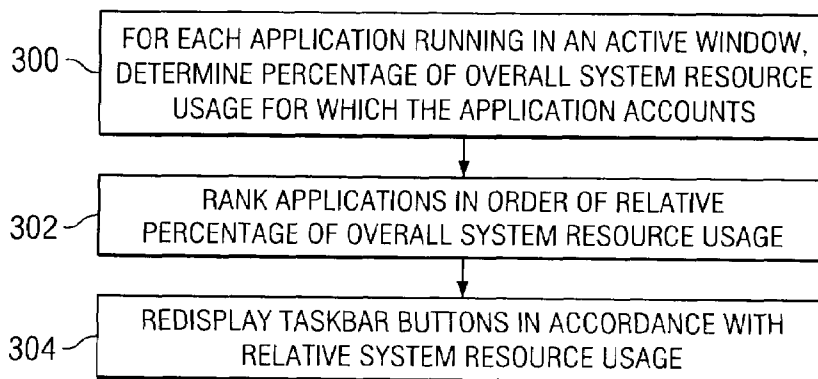 300
FOR EACH APPLICATION RUNNING IN AN ACTIVE WINDOW,
DETERMINE PERCENTAGE OF OVERALL SYSTEM RESOURCE
USAGE FOR WHICH THE APPLICATION ACCOUNTS
302
RANK APPLICATIONS IN ORDER OF RELATIVE
PERCENTAGE OF OVERALL SYSTEM RESOURCE USAGE
304
REDISPLAY TASKBAR BUTTONS IN ACCORDANCE WITH
RELATIVE SYSTEM RESOURCE USAGE